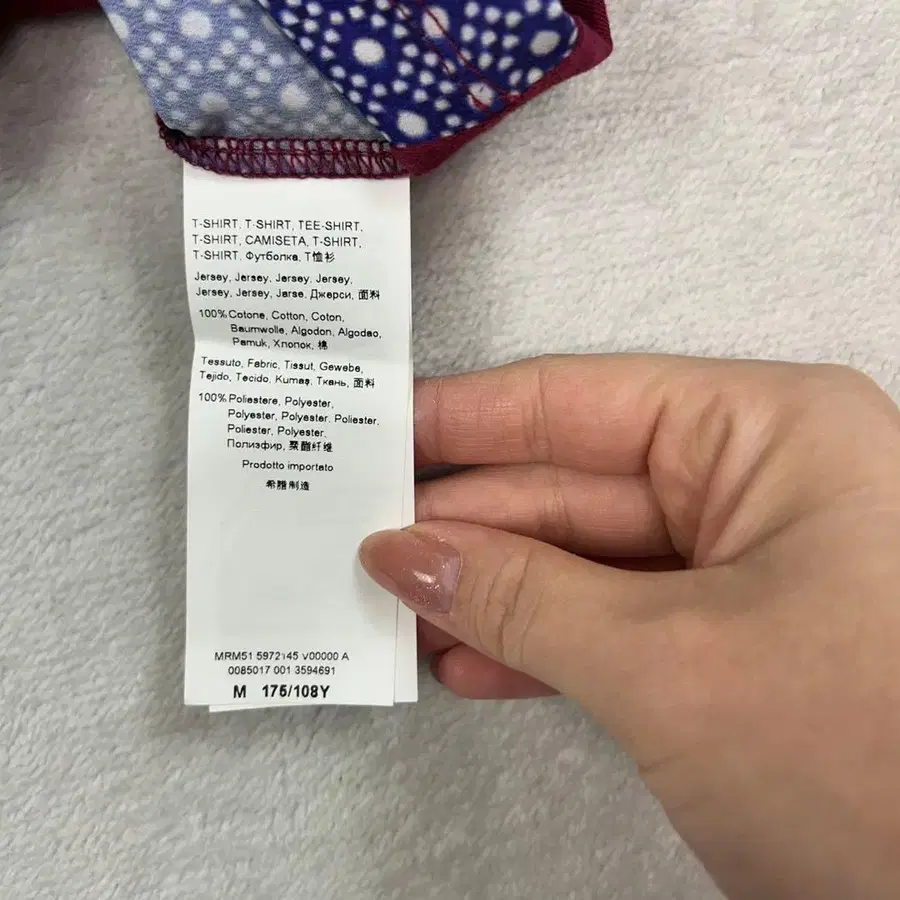 T-SHIRT, T-SHIRT, TEE-SHIRT,
T-SHIRT, CAMISETA, T-SHIRT,
T-SHIRT, Футболка, T恤衫
Jersey, Jersey, Jersey, Jersey,
Jersey, Jersey, Jarse, Джерси, 面料
100% Cotone, Cotton, Coton,
Baumwolle, Algodon, Algodao,
Pamuk, Хлопок, 棉
Tessuto, Fabric, Tissut, Gewebe,
Tejido, Tecido, Kumaş, Ткань, 面料
100% Poliestere, Polyester,
Polyester, Polyester, Poliester,
Poliester, Polyester,
Полиэфир, 聚酯纤维
Prodotto importato
希腊制造
MRM51 5972145 V00000 A
0085017 001 3594691
M 175/108Y